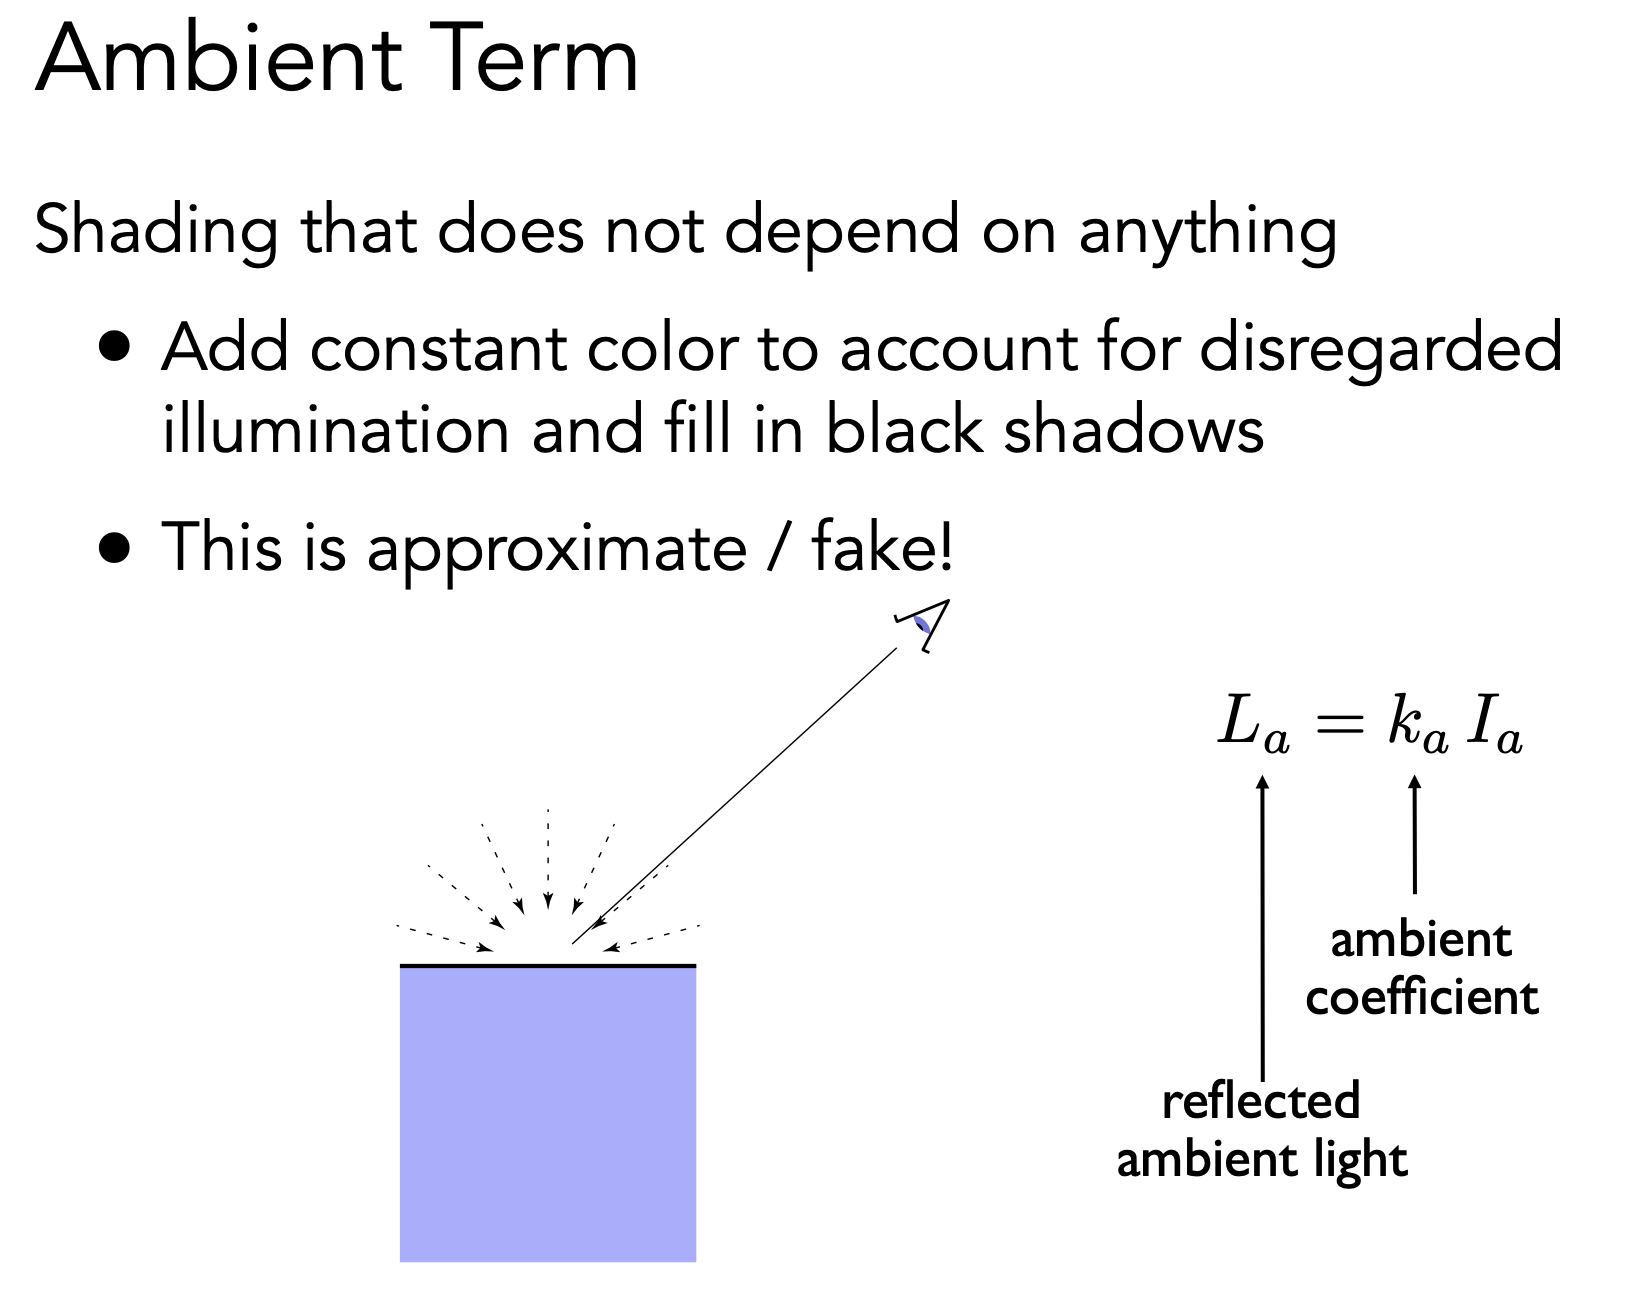 Ambient Term
Shading that does not depend on anything
• Add constant color to account for disregarded
illumination and fill in black shadows
• This is approximate / fake!
L_a = k_a I_a
ambient
coefficient
reflected
ambient light